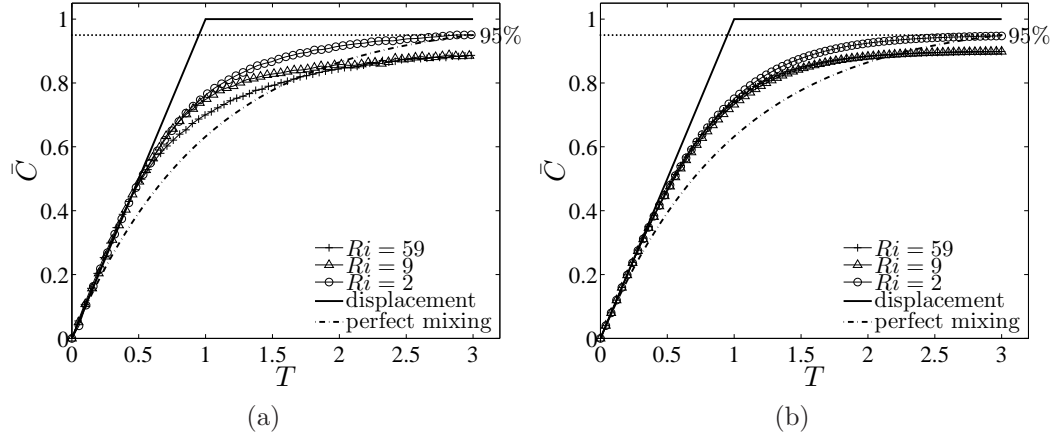 1
0.8
0.6
0.4
0.2
0
C̄
0 0.5 1 1.5 2 2.5 3
T
95%
Ri = 59
Ri = 9
Ri = 2
displacement
perfect mixing
(a)
1
0.8
0.6
0.4
0.2
0
C̄
0 0.5 1 1.5 2 2.5 3
T
95%
Ri = 59
Ri = 9
Ri = 2
displacement
perfect mixing
(b)